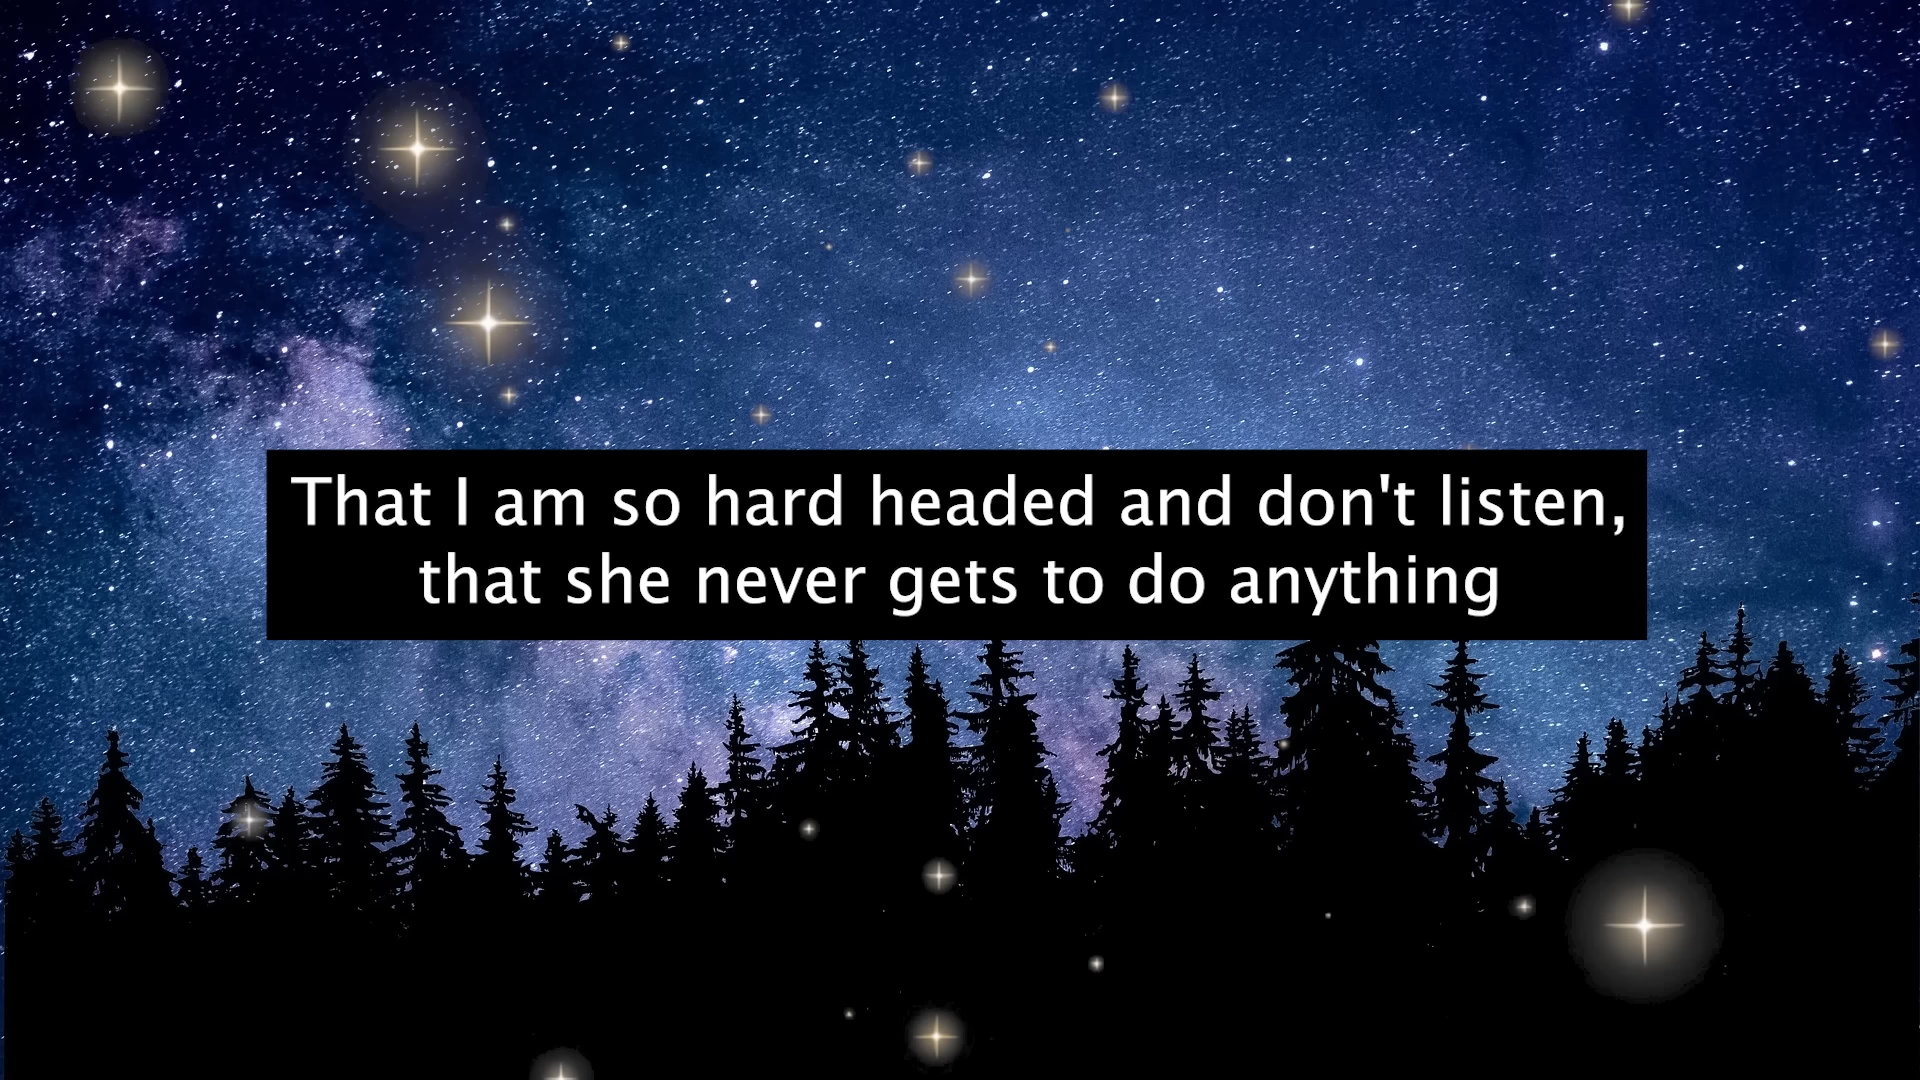 That I am so hard headed and don't listen,
that she never gets to do anything